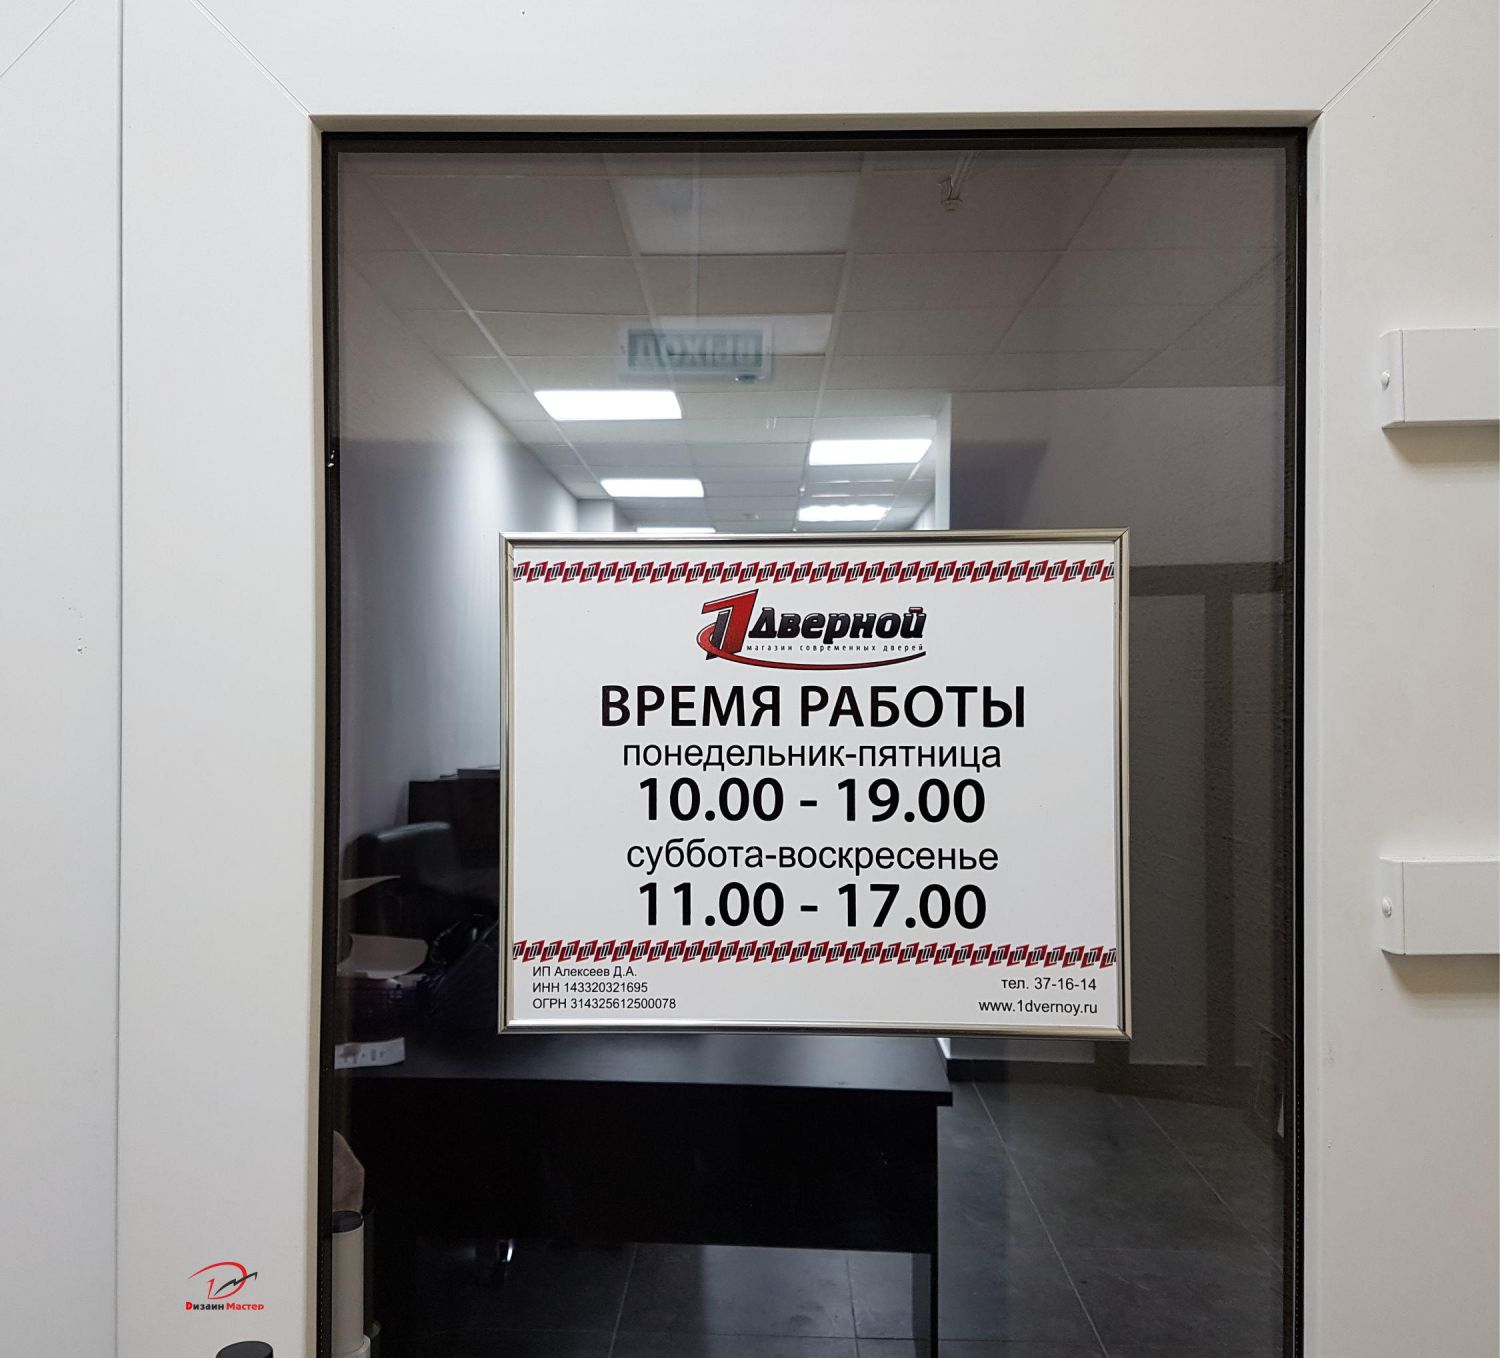 ВЫХОД
1Дверной
магазин современных дверей
ВРЕМЯ РАБОТЫ
понедельник-пятница
10.00 - 19.00
суббота-воскресенье
11.00 - 17.00
ИП Алексеев Д.А.
ИНН 143320321695
ОГРН 314325612500078
тел. 37-16-14
www.1dvernoy.ru
Dизайн Мастер